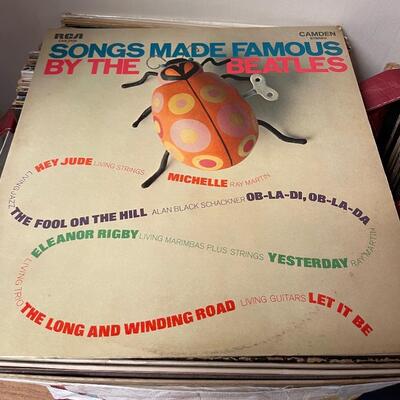 RCA
CAMDEN
STEREO
SONGS MADE FAMOUS
BY THE BEATLES
HEY JUDE LIVING STRINGS
MICHELLE RAY MARTIN
LIVING JAZZ
THE FOOL ON THE HILL ALAN BLACK SCHACKNER OB-LA-DI, OB-LA-DA
RAY MARTIN
ELEANOR RIGBY LIVING MARIMBAS PLUS STRINGS YESTERDAY
LIVING TRIO
THE LONG AND WINDING ROAD LIVING GUITARS LET IT BE